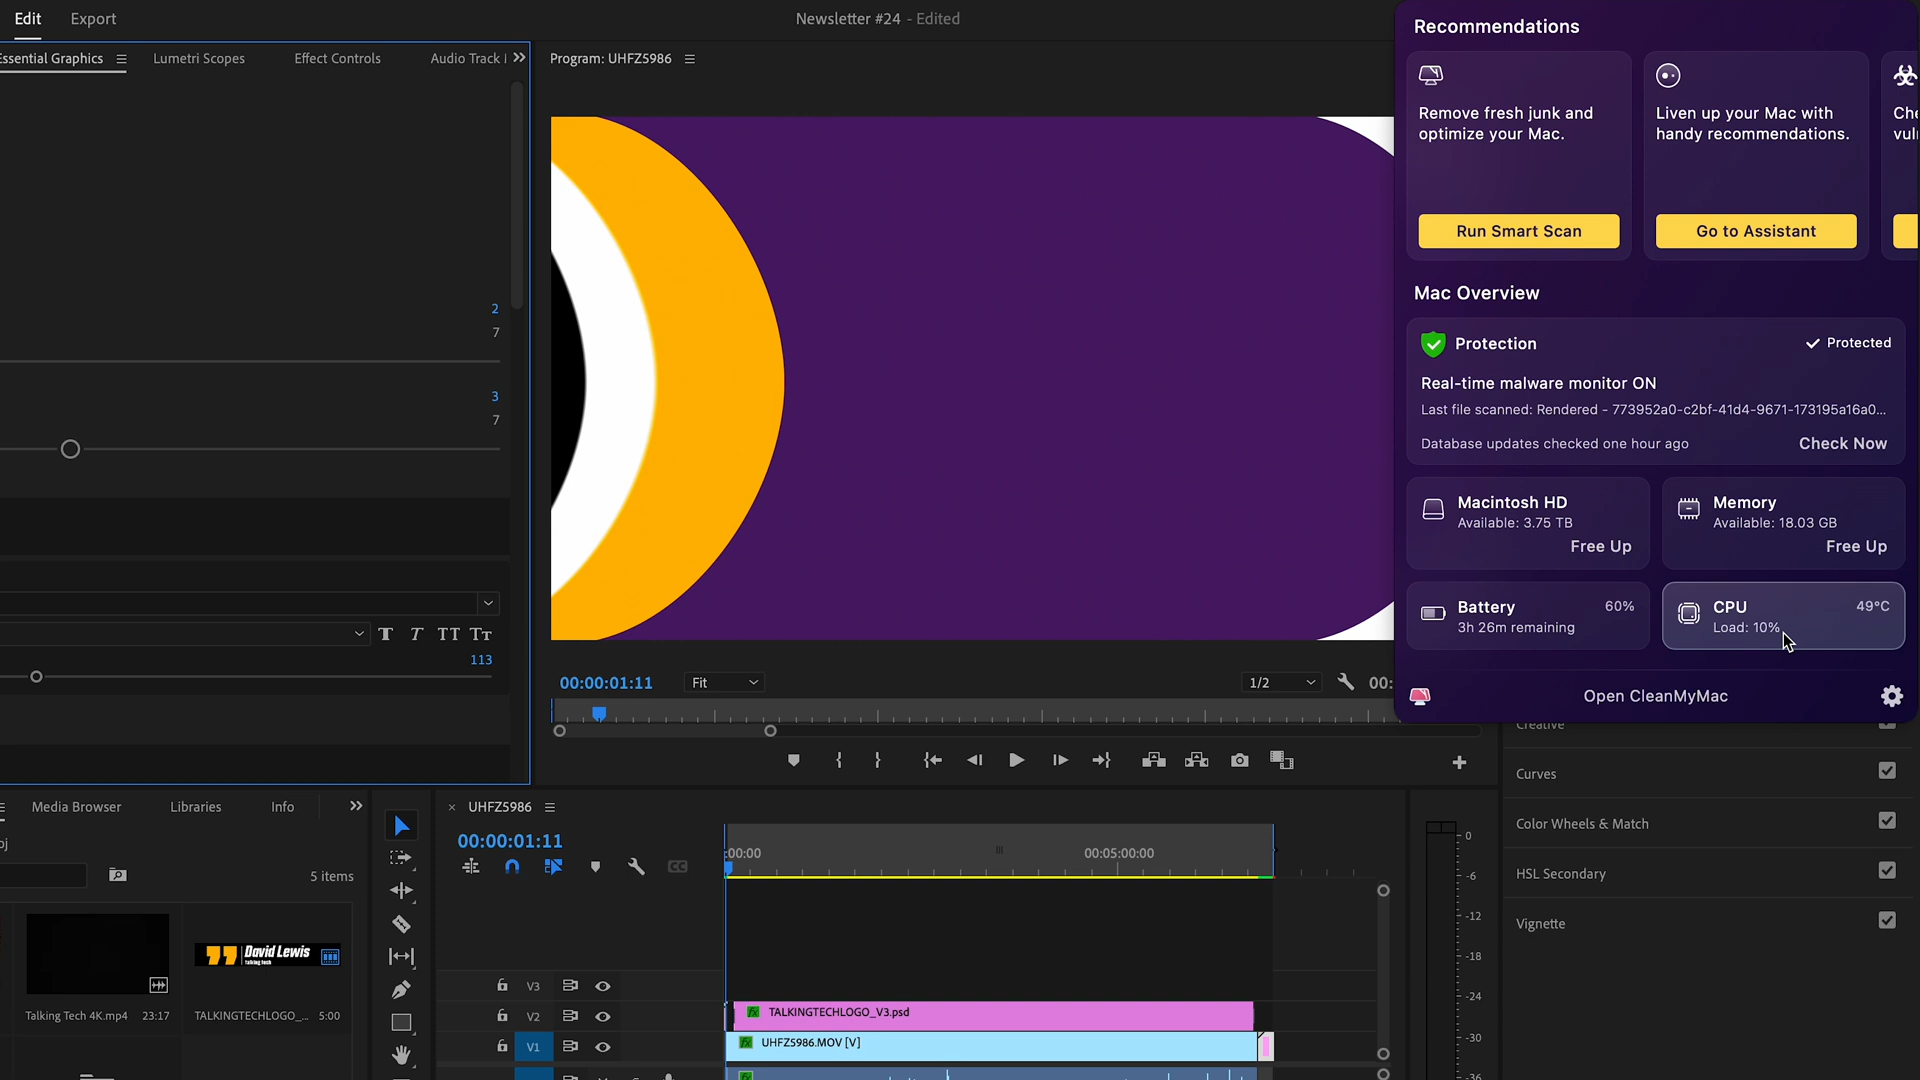 Edit
Export
Newsletter #24 - Edited
Essential Graphics
Lumetri Scopes
Effect Controls
Audio Track
Program: UHFZ5986
2
7
3
7
113
00:00:01:11
Fit
1/2
00:
Recommendations
Remove fresh junk and
optimize your Mac.
Run Smart Scan
Liven up your Mac with
handy recommendations.
Go to Assistant
Mac Overview
Protection
Protected
Real-time malware monitor ON
Last file scanned: Rendered - 773952a0-c2bf-41d4-9671-173195a16a0...
Database updates checked one hour ago
Check Now
Macintosh HD
Available: 3.75 TB
Free Up
Memory
Available: 18.03 GB
Free Up
Battery
60%
3h 26m remaining
CPU
49°C
Load: 10%
Open CleanMyMac
Creative
Curves
Color Wheels & Match
HSL Secondary
Vignette
Media Browser
Libraries
Info
5 items
David Lewis
talking tech
Talking Tech 4K.mp4
23:17
TALKINGTECHLOGO_...
5:00
UHFZ5986
00:00:01:11
:00:00
00:05:00:00
V3
V2
V1
fx TALKINGTECHLOGO_V3.psd
fx UHFZ5986.MOV [V]
0
-6
-12
-18
-24
-30
-36